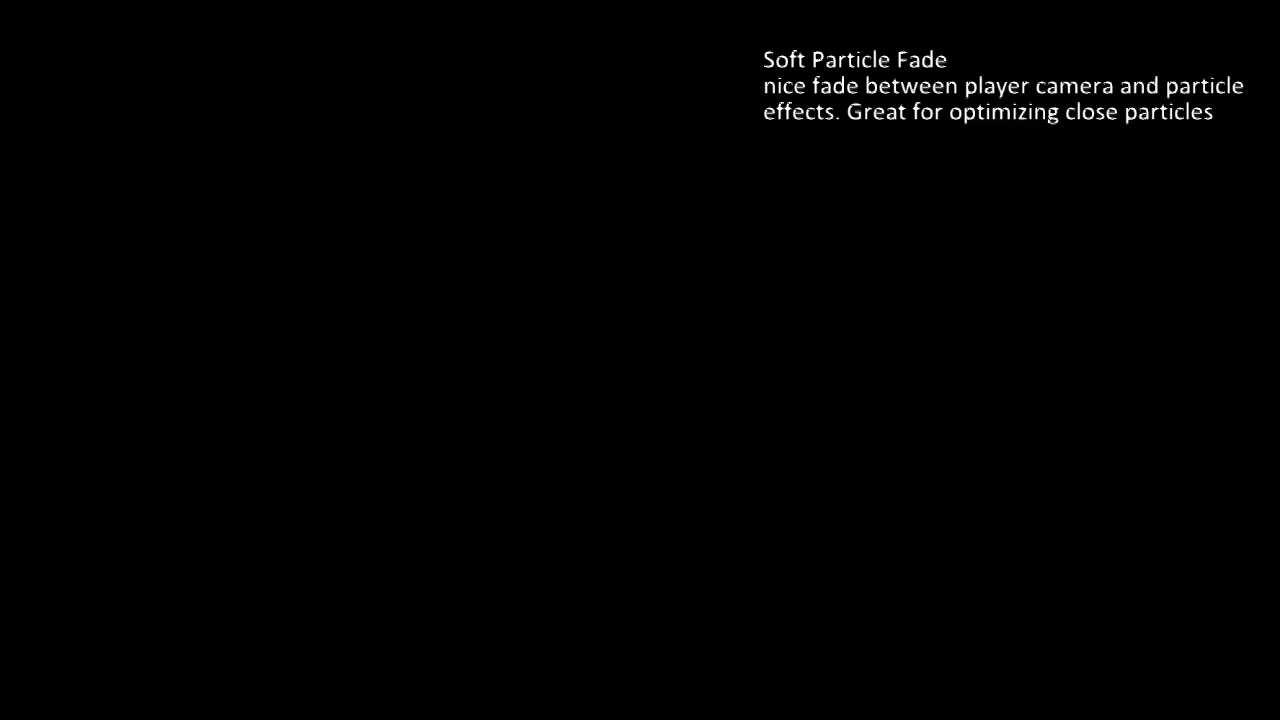 Soft Particle Fade
nice fade between player camera and particle
effects. Great for optimizing close particles